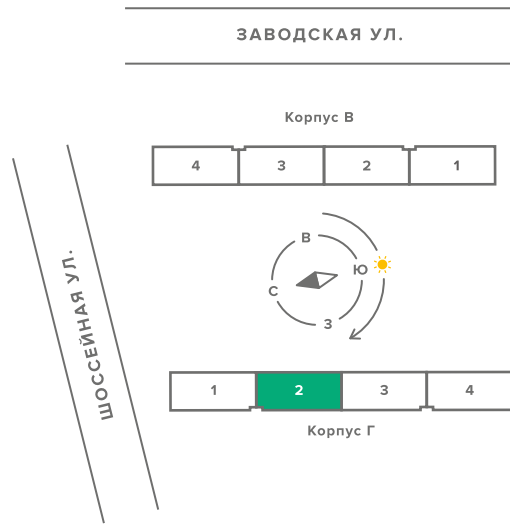 ЗАВОДСКАЯ УЛ.
Корпус В
4 3 2 1
В
Ю
С
З
ШОССЕЙНАЯ УЛ.
1 2 3 4
Корпус Г